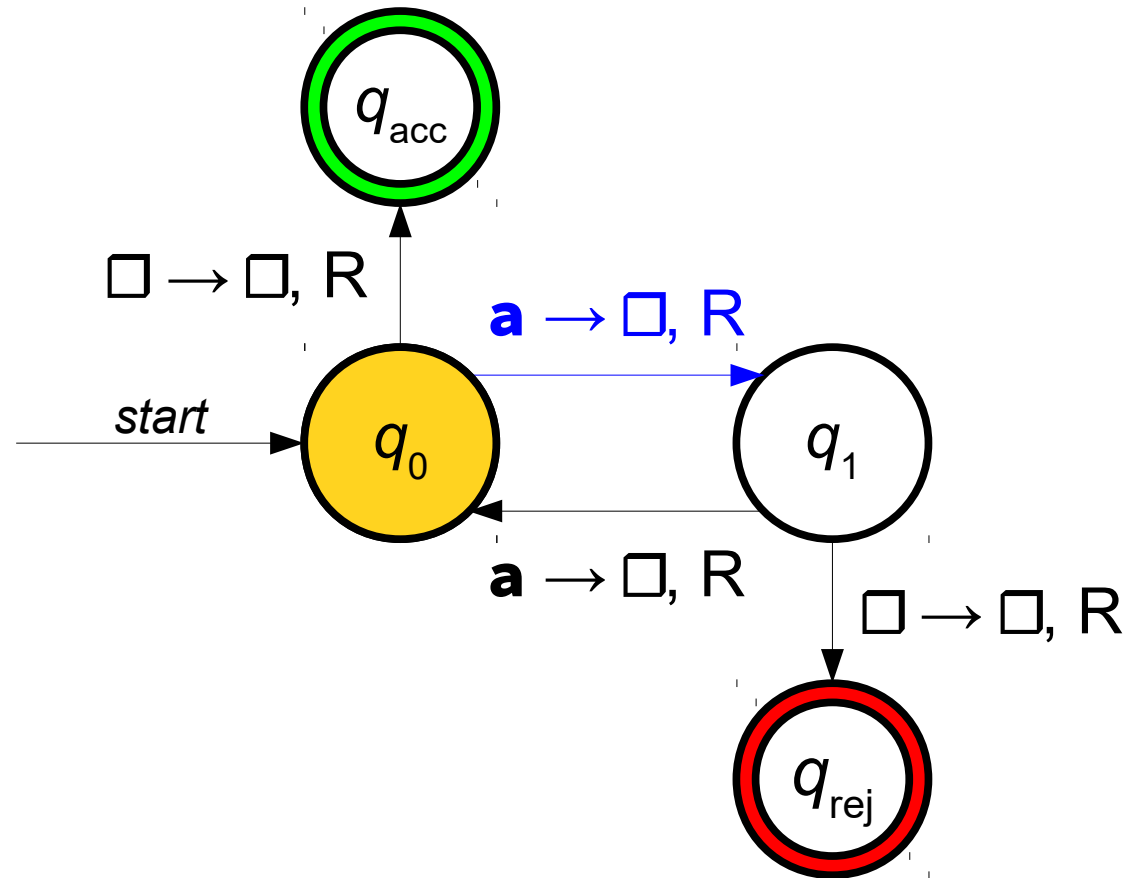 q_acc
☐ → ☐, R
a → ☐, R
start
q_0
q_1
a → ☐, R
☐ → ☐, R
q_rej